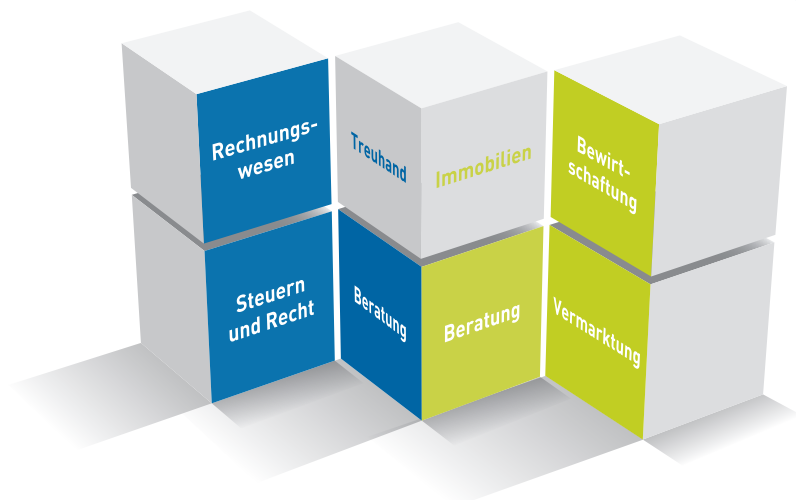 Rechnungs-
wesen
Treuhand
Immobilien
Bewirt-
schaftung
Steuern
und Recht
Beratung
Beratung
Vermarktung